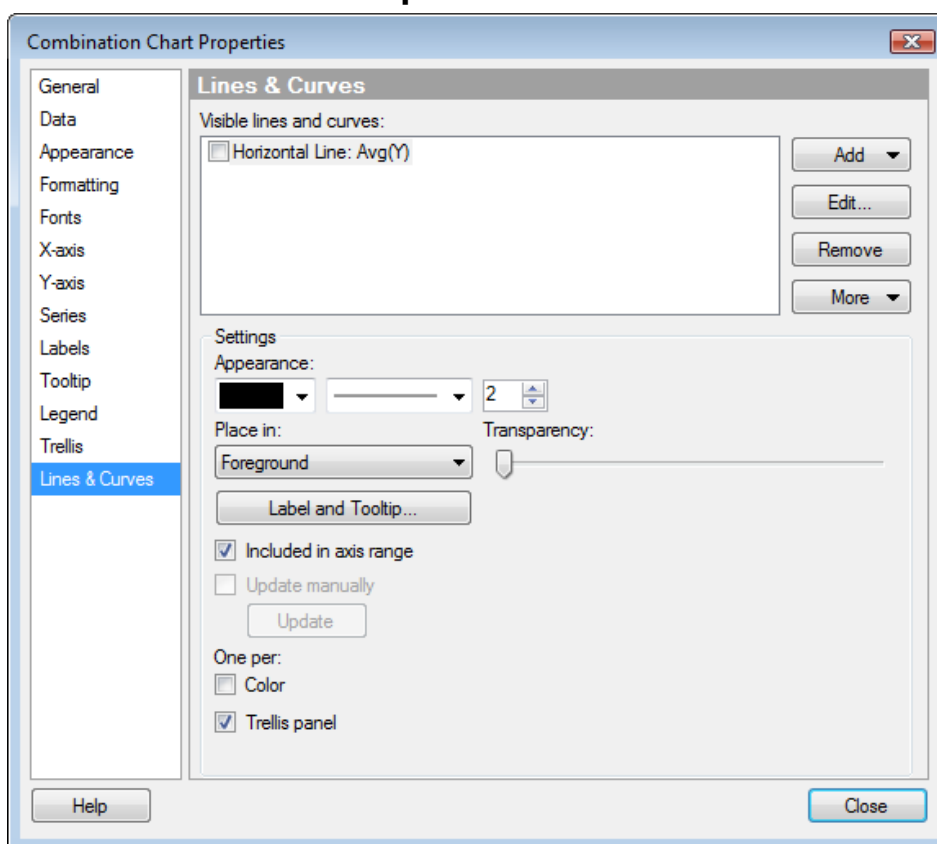 Combination Chart Properties
General
Data
Appearance
Formatting
Fonts
X-axis
Y-axis
Series
Labels
Tooltip
Legend
Trellis
Lines & Curves
Lines & Curves
Visible lines and curves:
Horizontal Line: Avg(Y)
Add
Edit...
Remove
More
Settings
Appearance:
2
Place in:
Transparency:
Foreground
Label and Tooltip...
Included in axis range
Update manually
Update
One per:
Color
Trellis panel
Help
Close